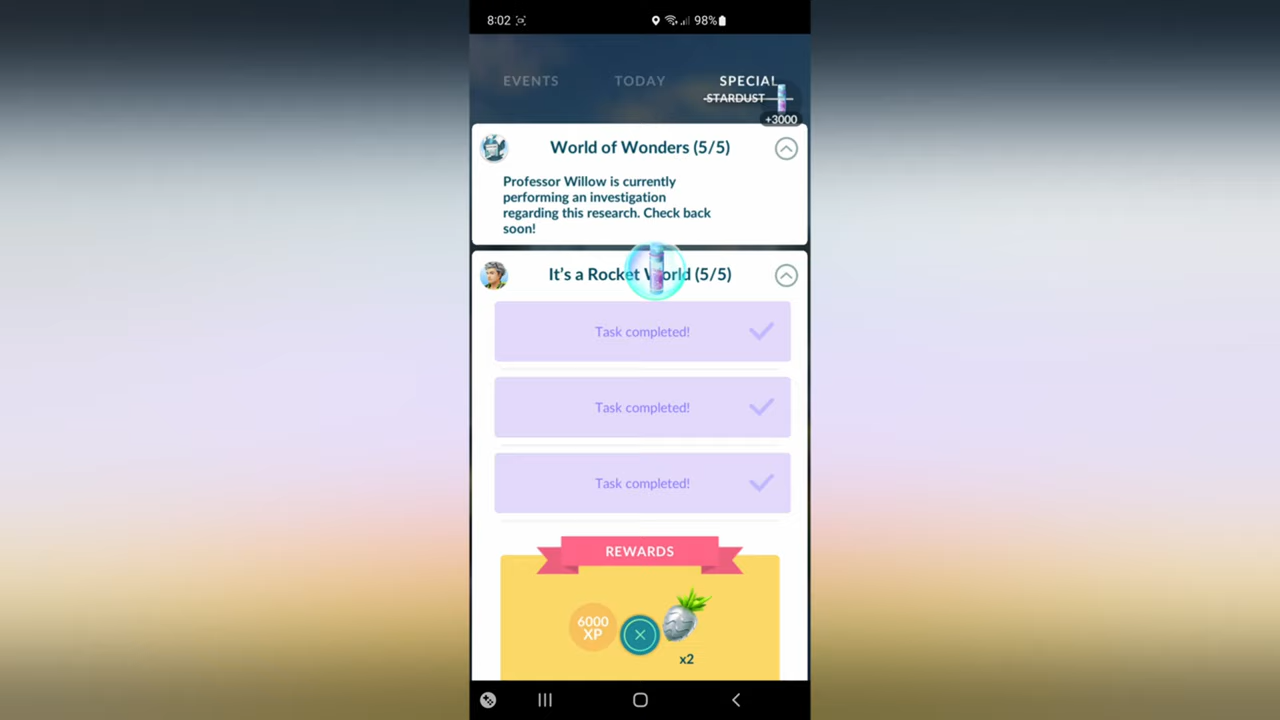 8:02
98%
EVENTS
TODAY
SPECIAL
STARDUST
+3000
World of Wonders (5/5)
Professor Willow is currently
performing an investigation
regarding this research. Check back
soon!
It's a Rocket World (5/5)
Task completed!
Task completed!
Task completed!
REWARDS
6000
XP
x2